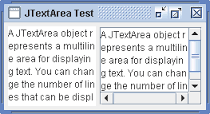 JTextArea Test
A JTextArea object r
epresents a multilin
e area for displayin
g text. You can chan
ge the number of lin
es that can be displ
A JTextArea object r
epresents a multilin
e area for displayin
g text. You can chan
ge the number of lin